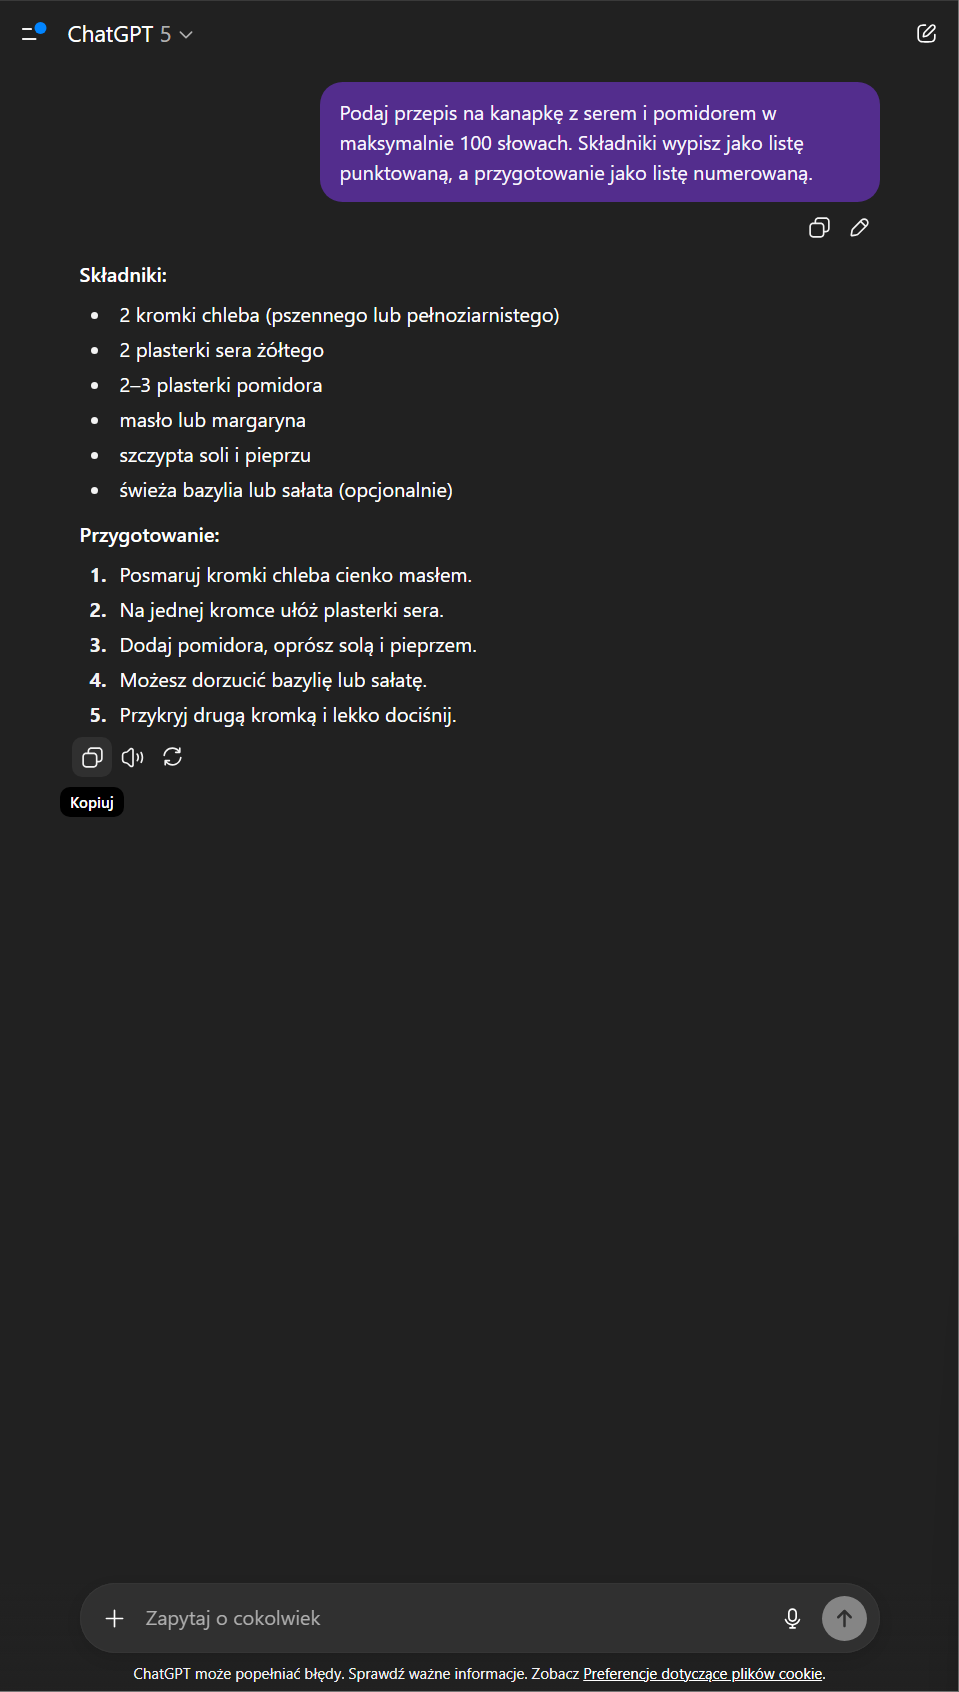 ChatGPT 5
Podaj przepis na kanapkę z serem i pomidorem w
maksymalnie 100 słowach. Składniki wypisz jako listę
punktowaną, a przygotowanie jako listę numerowaną.
Składniki:
• 2 kromki chleba (pszennego lub pełnoziarnistego)
• 2 plasterki sera żółtego
• 2–3 plasterki pomidora
• masło lub margaryna
• szczypta soli i pieprzu
• świeża bazylia lub sałata (opcjonalnie)
Przygotowanie:
1. Posmaruj kromki chleba cienko masłem.
2. Na jednej kromce ułóż plasterki sera.
3. Dodaj pomidora, oprósz solą i pieprzem.
4. Możesz dorzucić bazylię lub sałatę.
5. Przykryj drugą kromką i lekko dociśnij.
Kopiuj
Zapytaj o cokolwiek
ChatGPT może popełniać błędy. Sprawdź ważne informacje. Zobacz Preferencje dotyczące plików cookie.